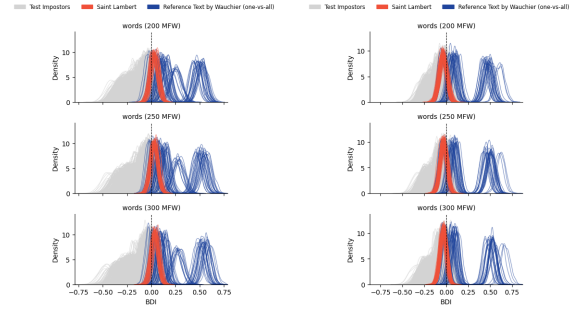 Test Impostors Saint Lambert Reference Text by Wauchier (one-vs-all) Test Impostors Saint Lambert Reference Text by Wauchier (one-vs-all)
words (200 MFW) words (200 MFW)
10
5
0
Density
10
5
0
Density
words (250 MFW) words (250 MFW)
10
5
0
Density
10
5
0
Density
words (300 MFW) words (300 MFW)
10
5
0
Density
10
5
0
Density
−0.75 −0.50 −0.25 0.00 0.25 0.50 0.75 −0.75 −0.50 −0.25 0.00 0.25 0.50 0.75
BDI BDI